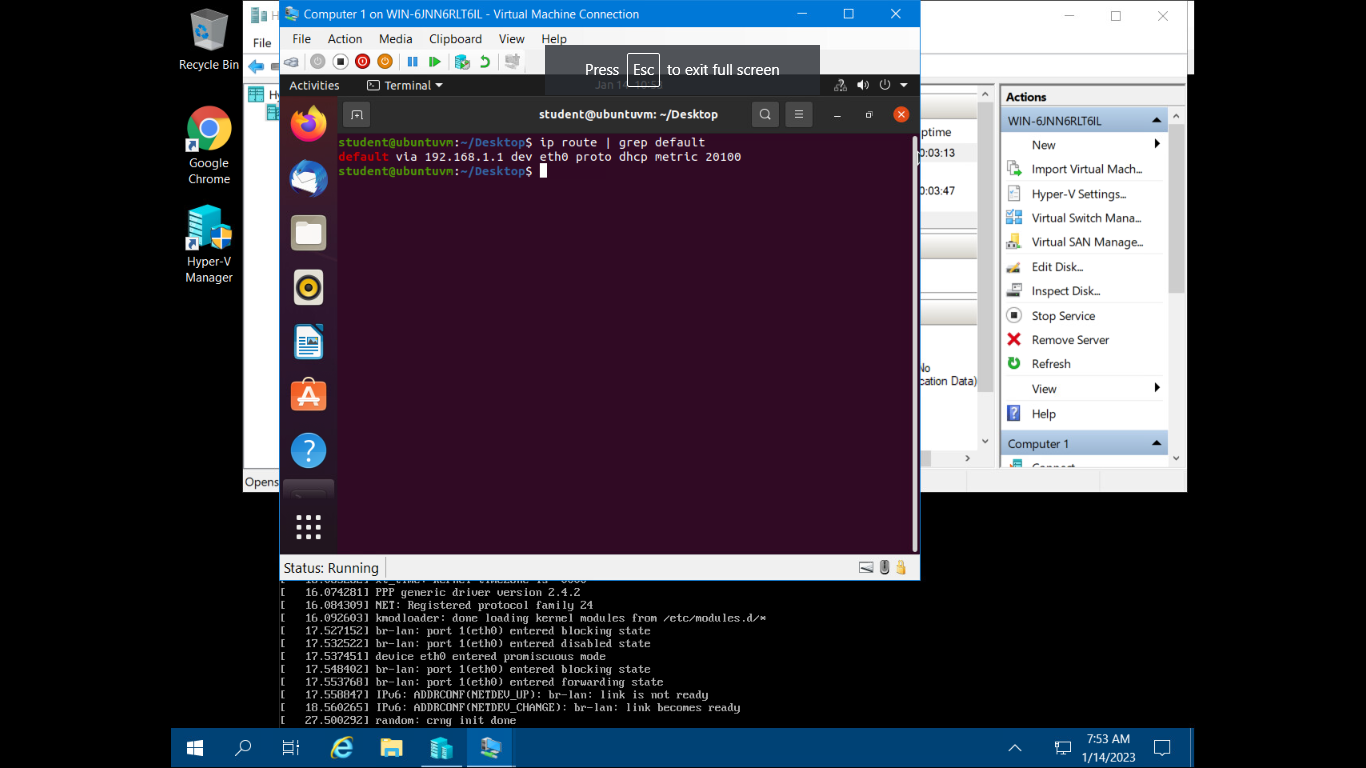 Recycle Bin
Google
Chrome
Hyper-V
Manager
File
Hy
Opens
Computer 1 on WIN-6JNN6RLT6IL - Virtual Machine Connection
File Action Media Clipboard View Help
Press Esc to exit full screen
Activities Terminal
student@ubuntuvm: ~/Desktop
student@ubuntuvm:~/Desktop$ ip route | grep default
default via 192.168.1.1 dev eth0 proto dhcp metric 20100
student@ubuntuvm:~/Desktop$
Status: Running
ptime
0:03:13
0:03:47
No
cation Data)
Actions
WIN-6JNN6RLT6IL
New
Import Virtual Mach...
Hyper-V Settings...
Virtual Switch Mana...
Virtual SAN Manage...
Edit Disk...
Inspect Disk...
Stop Service
Remove Server
Refresh
View
Help
Computer 1
Connect
[ 16.074281] PPP generic driver version 2.4.2
[ 16.084309] NET: Registered protocol family 24
[ 16.092603] kmodloader: done loading kernel modules from /etc/modules.d/*
[ 17.527152] br-lan: port 1(eth0) entered blocking state
[ 17.532522] br-lan: port 1(eth0) entered disabled state
[ 17.537451] device eth0 entered promiscuous mode
[ 17.548402] br-lan: port 1(eth0) entered blocking state
[ 17.553768] br-lan: port 1(eth0) entered forwarding state
[ 17.558847] IPv6: ADDRCONF(NETDEV_UP): br-lan: link is not ready
[ 18.560265] IPv6: ADDRCONF(NETDEV_CHANGE): br-lan: link becomes ready
[ 27.500292] random: crng init done
7:53 AM
1/14/2023